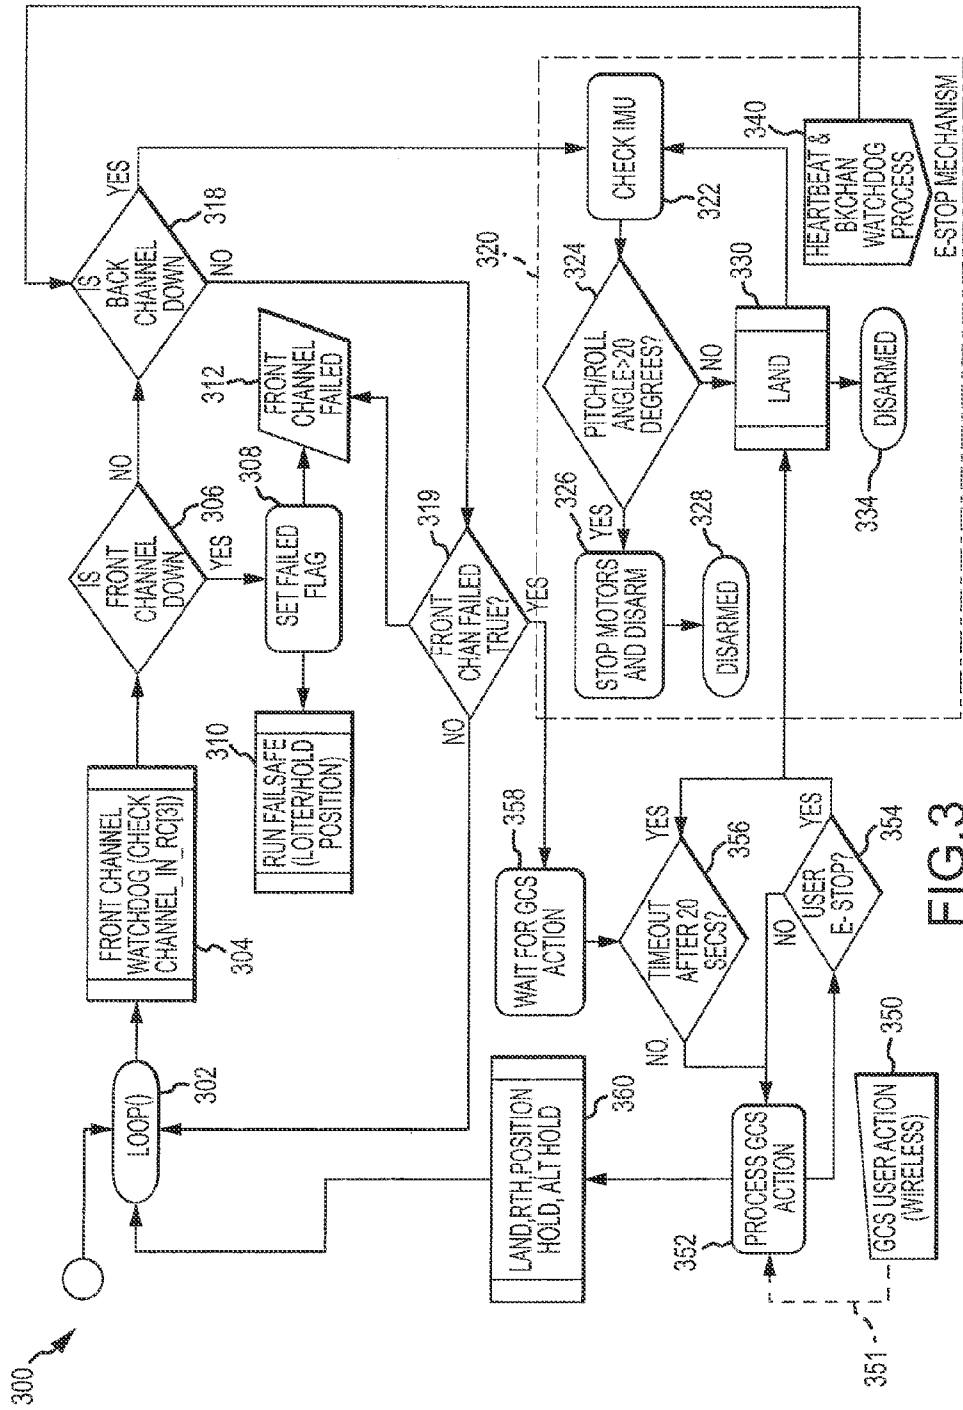 300
LOOP()
302
FRONT CHANNEL
WATCHDOG (CHECK
CHANNEL_IN_RC[3])
304
IS
FRONT
CHANNEL
DOWN
306
NO
YES
SET FAILED
FLAG
308
RUN FAILSAFE
(LOITER/HOLD
POSITION)
310
FRONT
CHANNEL
FAILED
312
IS
BACK
CHANNEL
DOWN
318
YES
NO
FRONT
CHAN FAILED
TRUE?
319
NO
YES
320
CHECK IMU
322
PITCH/ROLL
ANGLE>20
DEGREES?
324
YES
NO
STOP MOTORS
AND DISARM
326
DISARMED
328
LAND
330
DISARMED
334
HEARTBEAT &
BKCHAN
WATCHDOG
PROCESS
340
E-STOP MECHANISM
WAIT FOR GCS
ACTION
358
TIMEOUT
AFTER 20
SECS?
356
YES
NO
USER
E- STOP?
354
YES
NO
LAND,RTH,POSITION
HOLD, ALT HOLD
360
PROCESS GCS
ACTION
352
GCS USER ACTION
(WIRELESS)
350
351
FIG.3